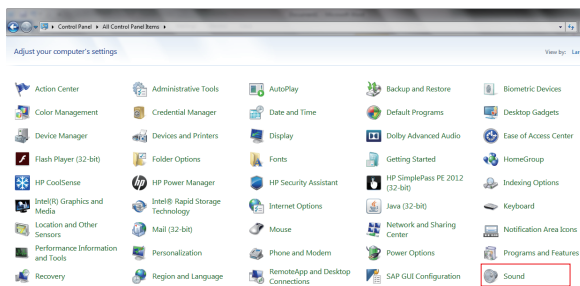 Control Panel ▸ All Control Panel Items ▸
Adjust your computer's settings
View by: Lar
Action Center
Administrative Tools
AutoPlay
Backup and Restore
Biometric Devices
Color Management
Credential Manager
Date and Time
Default Programs
Desktop Gadgets
Device Manager
Devices and Printers
Display
Dolby Advanced Audio
Ease of Access Center
Flash Player (32-bit)
Folder Options
Fonts
Getting Started
HomeGroup
HP CoolSense
HP Power Manager
HP Security Assistant
HP SimplePass PE 2012
(32-bit)
Indexing Options
Intel(R) Graphics and
Media
Intel® Rapid Storage
Technology
Internet Options
Java (32-bit)
Keyboard
Location and Other
Sensors
Mail (32-bit)
Mouse
Network and Sharing
Center
Notification Area Icons
Performance Information
and Tools
Personalization
Phone and Modem
Power Options
Programs and Features
Recovery
Region and Language
RemoteApp and Desktop
Connections
SAP GUI Configuration
Sound